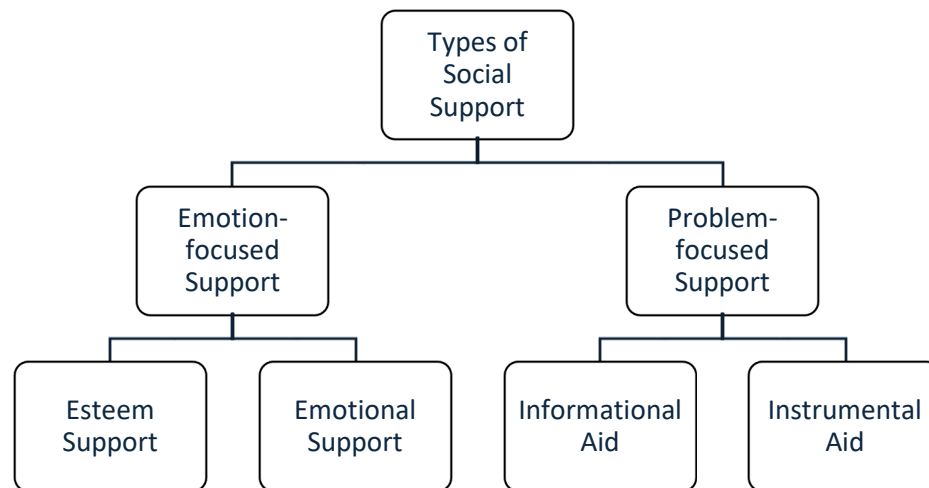 Types of
Social
Support
Emotion-
focused
Support
Problem-
focused
Support
Esteem
Support
Emotional
Support
Informational
Aid
Instrumental
Aid